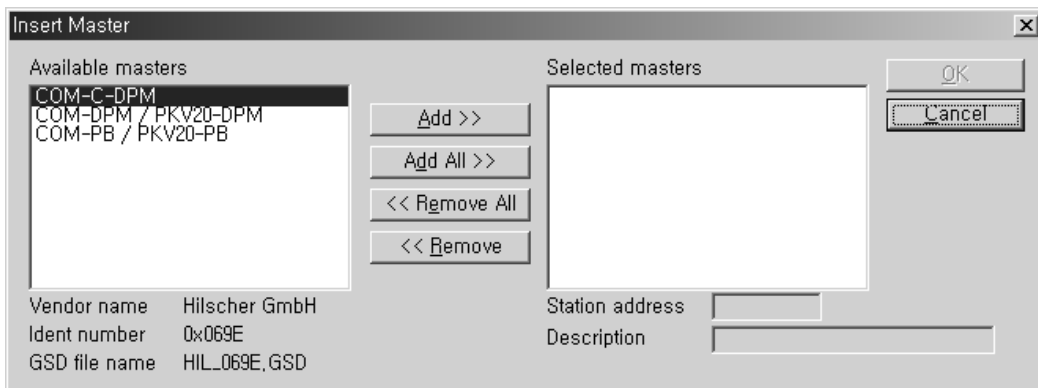 Insert Master
Available masters
COM-C-DPM
COM-DPM / PKV20-DPM
COM-PB / PKV20-PB
Add >>
Add All >>
<< Remove All
<< Remove
Selected masters
OK
Cancel
Vendor name Hilscher GmbH
Ident number 0x069E
GSD file name HIL_069E.GSD
Station address
Description